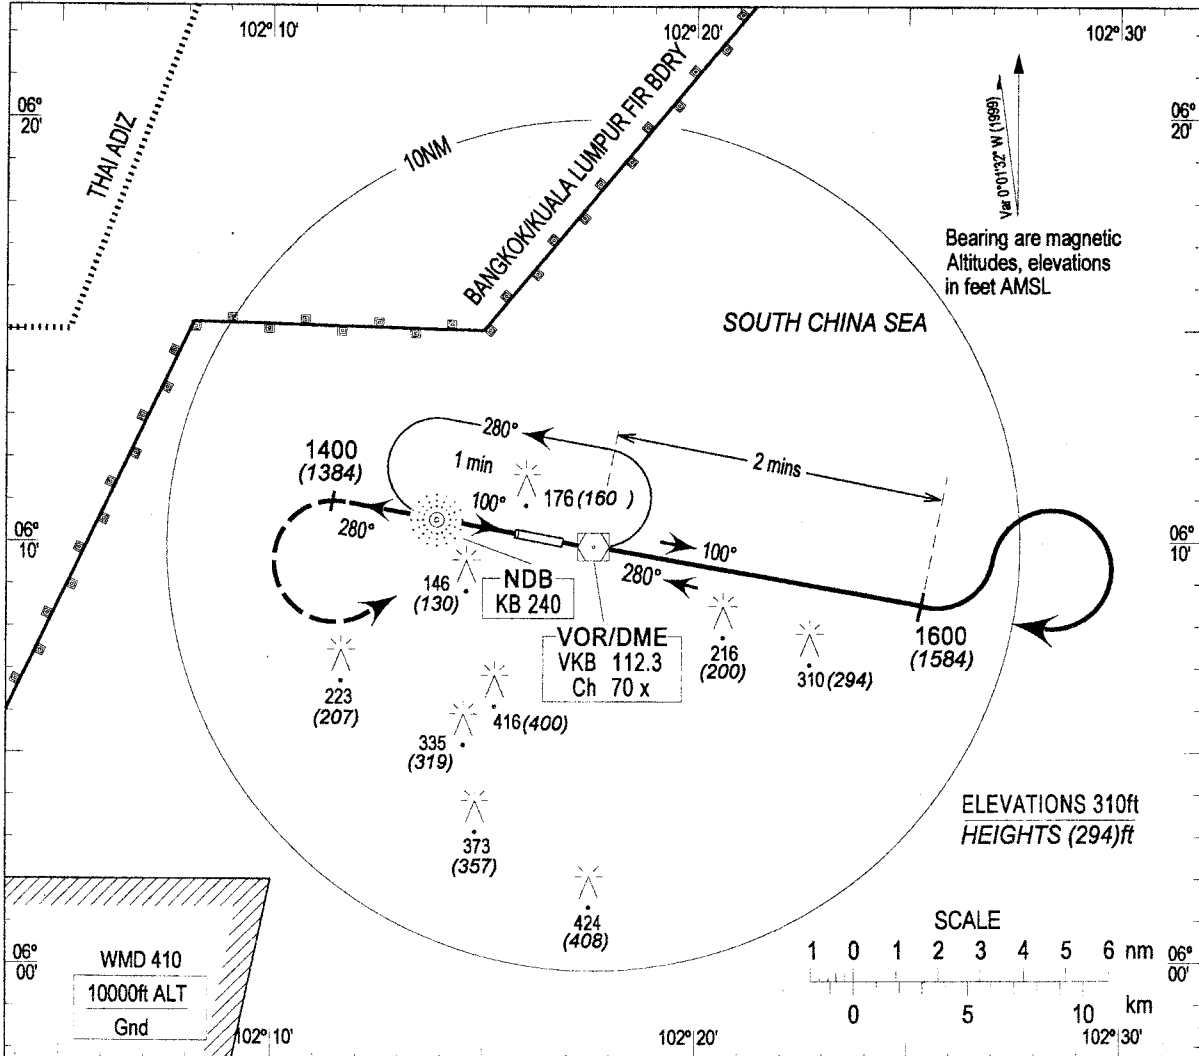 102° 10'
102° 20'
102° 30'
06°
20'
06°
20'
THAI ADIZ
10NM
BANGKOK/KUALA LUMPUR FIR BDRY
Var 0°01'32" W (1999)
Bearing are magnetic
Altitudes, elevations
in feet AMSL
SOUTH CHINA SEA
280°
1400
(1384)
1 min
2 mins
176 (160 )
280°
100°
06°
10'
06°
10'
100°
280°
146
(130)
NDB
KB 240
VOR/DME
VKB 112.3
Ch 70 x
216
(200)
1600
(1584)
310 (294)
223
(207)
416 (400)
335
(319)
373
(357)
ELEVATIONS 310ft
HEIGHTS (294)ft
424
(408)
SCALE
1 0 1 2 3 4 5 6 nm
0 5 10 km
06°
00'
06°
00'
WMD 410
10000ft ALT
Gnd
102° 10'
102° 20'
102° 30'